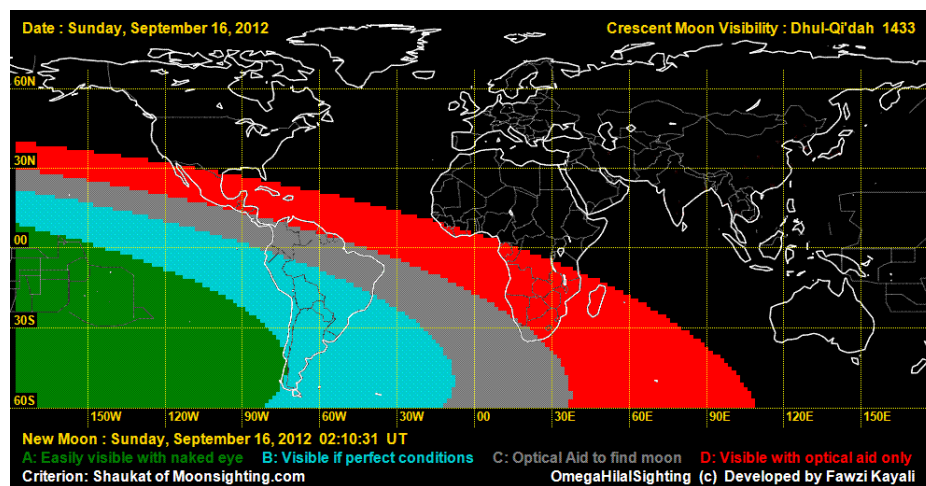 Date : Sunday, September 16, 2012
Crescent Moon Visibility : Dhul-Qi'dah 1433
60N
30N
00
30S
60S
150W 120W 90W 60W 30W 00 30E 60E 90E 120E 150E
New Moon : Sunday, September 16, 2012 02:10:31 UT
A: Easily visible with naked eye B: Visible if perfect conditions C: Optical Aid to find moon D: Visible with optical aid only
Criterion: Shaukat of Moonsighting.com
OmegaHilalSighting (c) Developed by Fawzi Kayali